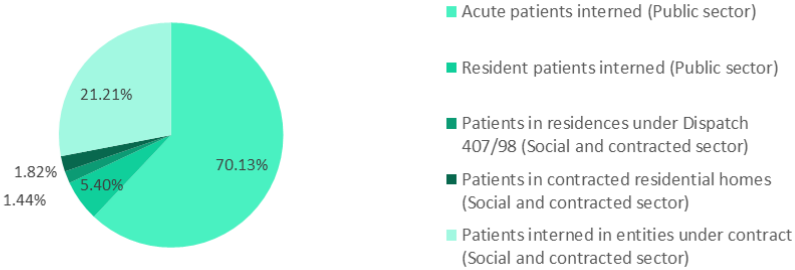 Acute patients interned (Public sector)
Resident patients interned (Public sector)
Patients in residences under Dispatch
407/98 (Social and contracted sector)
Patients in contracted residential homes
(Social and contracted sector)
Patients interned in entities under contract
(Social and contracted sector)
21.21%
70.13%
1.82%
5.40%
1.44%